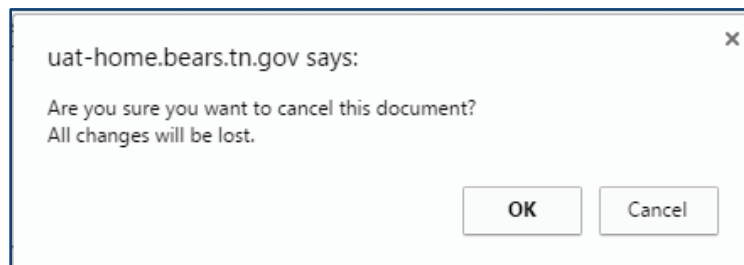 uat-home.bears.tn.gov says:
Are you sure you want to cancel this document?
All changes will be lost.
OK Cancel